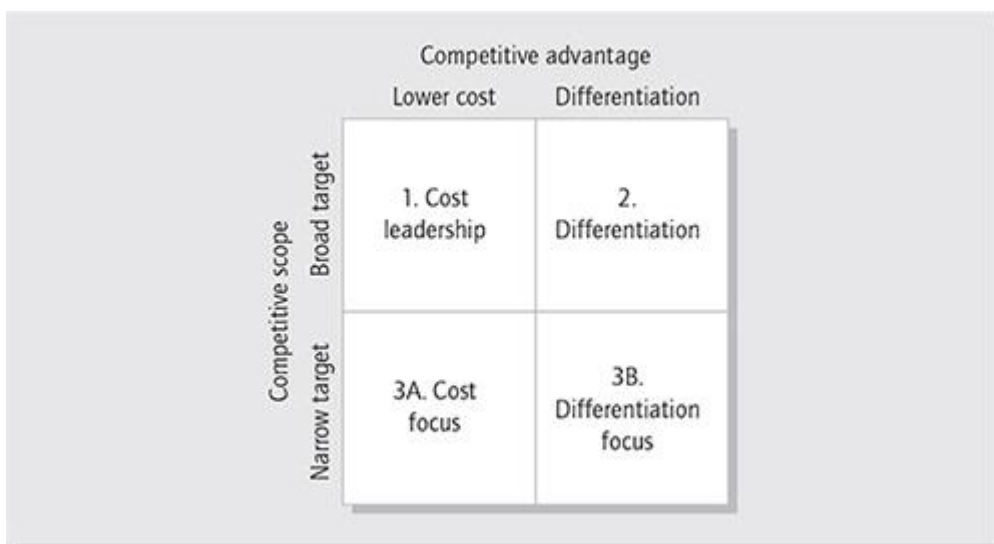 Competitive advantage
Lower cost
Differentiation
Competitive scope
Broad target
1. Cost
leadership
2.
Differentiation
Narrow target
3A. Cost
focus
3B.
Differentiation
focus